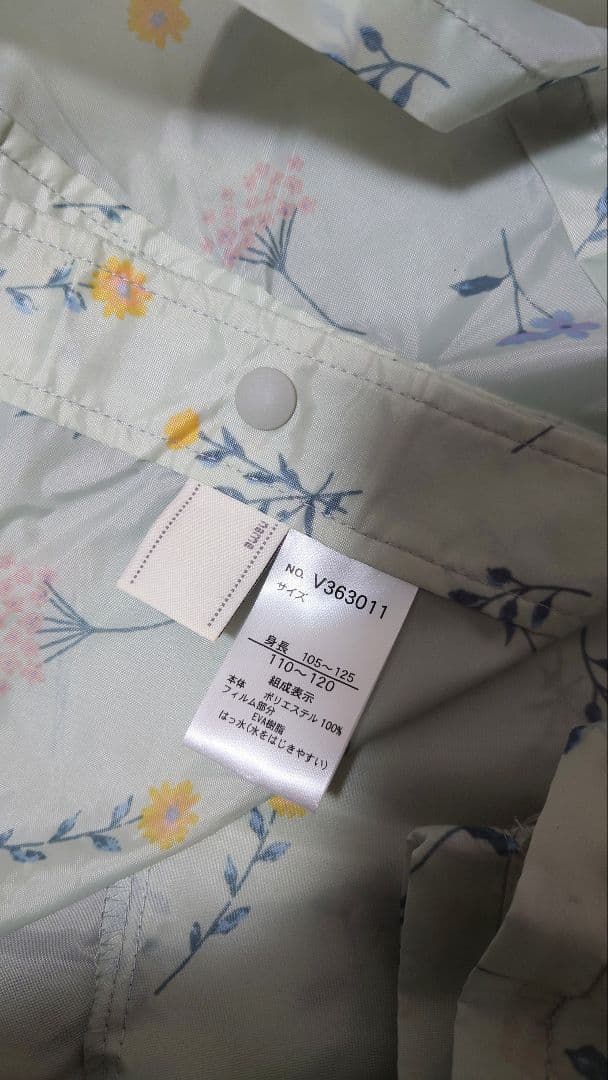 name
NO. V363011
サイズ
身長 105～125
110～120
組成表示
本体 ポリエステル 100%
フィルム部分
EVA樹脂
はっ水(水をはじきやすい)